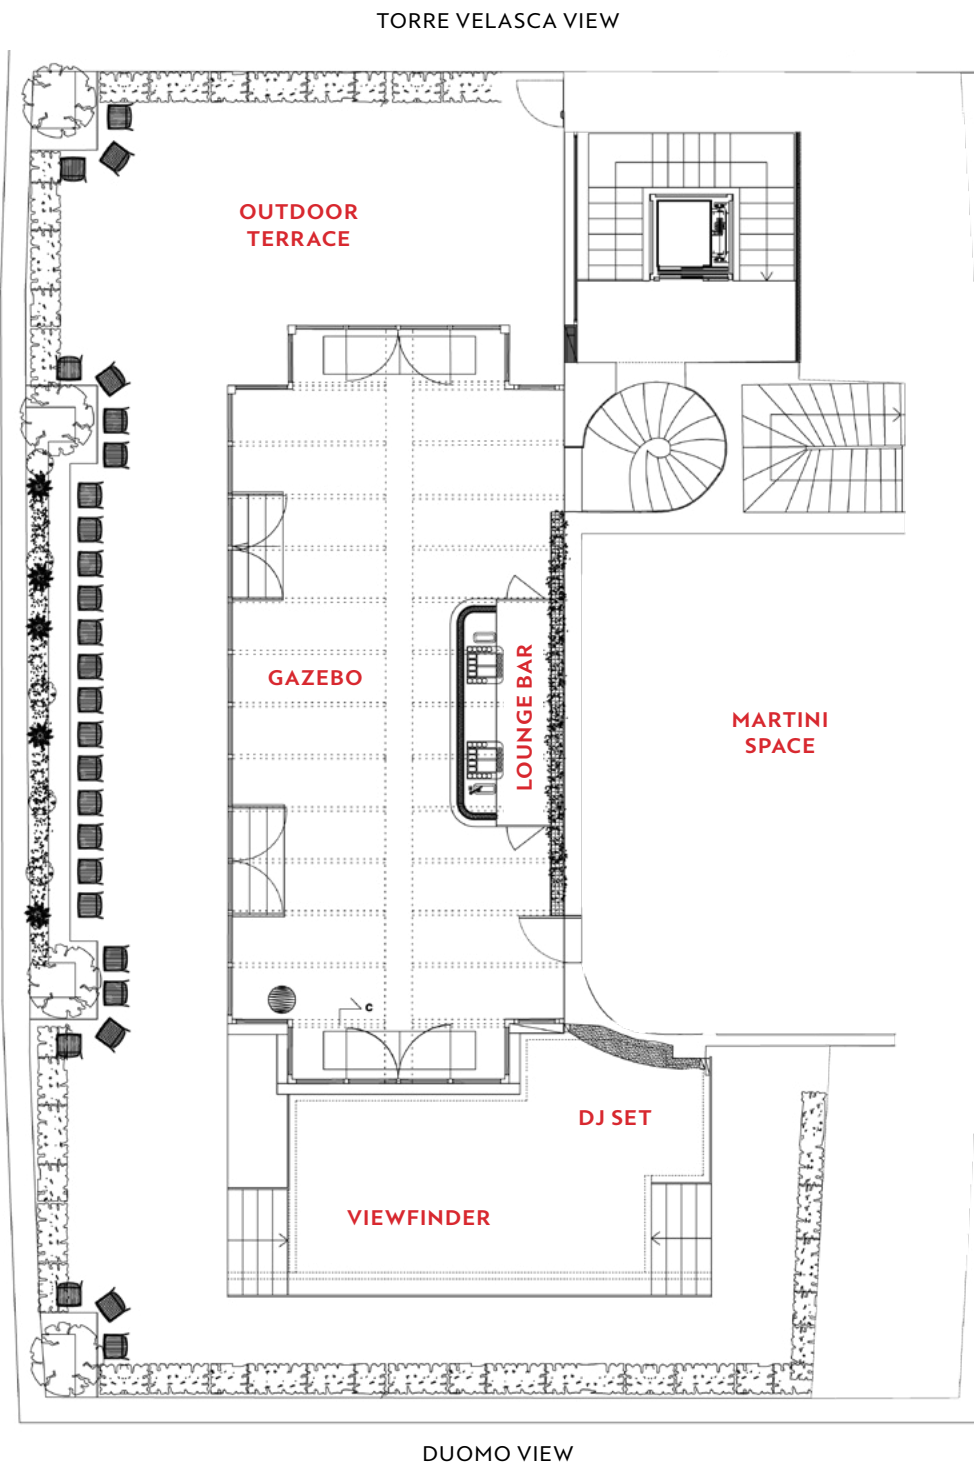 TORRE VELASCA VIEW
OUTDOOR
TERRACE
GAZEBO
LOUNGE BAR
MARTINI
SPACE
C
DJ SET
VIEWFINDER
DUOMO VIEW